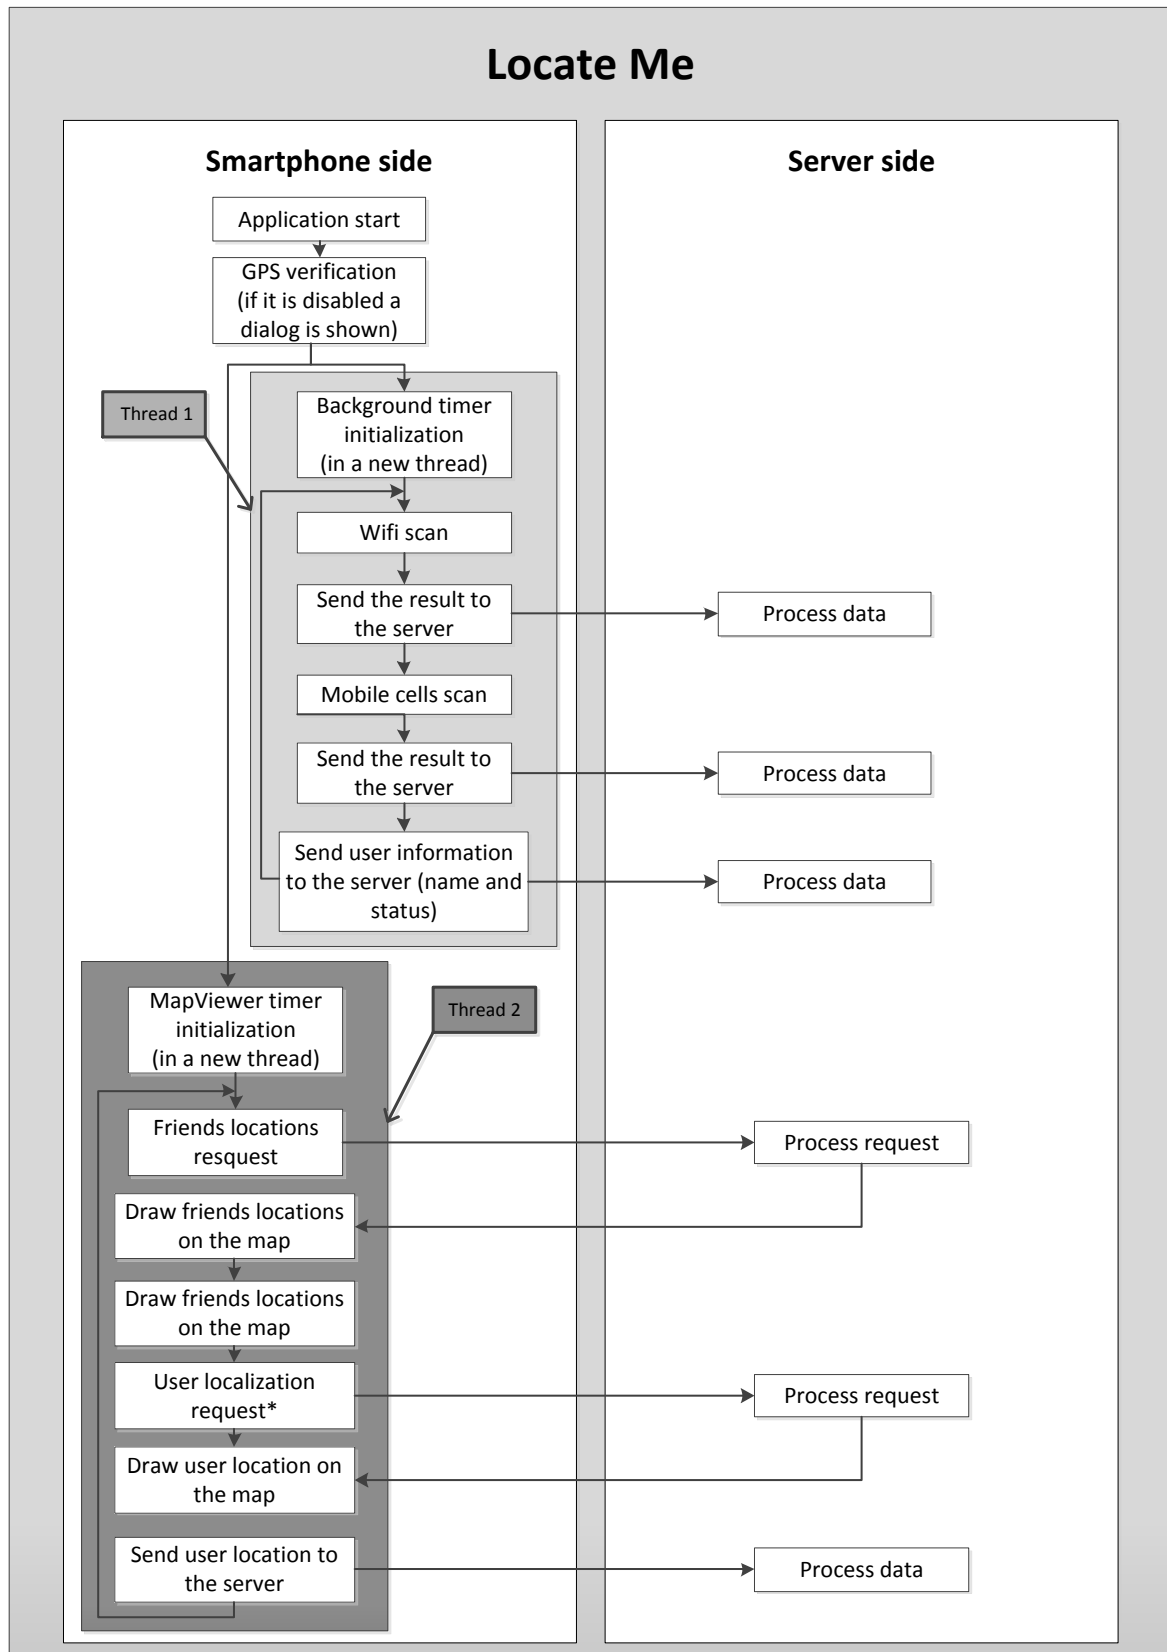 Locate Me
Smartphone side
Server side
Application start
GPS verification
(if it is disabled a
dialog is shown)
Thread 1
Background timer
initialization
(in a new thread)
Wifi scan
Send the result to
the server
Process data
Mobile cells scan
Send the result to
the server
Process data
Send user information
to the server (name and
status)
Process data
MapViewer timer
initialization
(in a new thread)
Thread 2
Friends locations
resquest
Process request
Draw friends locations
on the map
Draw friends locations
on the map
User localization
request*
Process request
Draw user location on
the map
Send user location to
the server
Process data